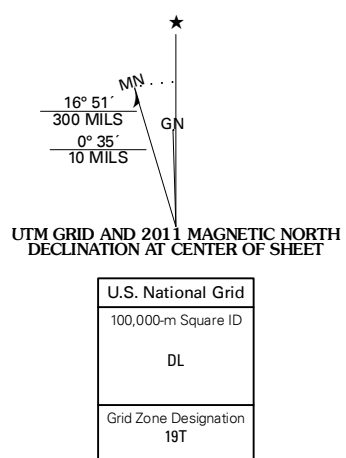 ★
MN
16° 51´
300 MILS
GN
0° 35´
10 MILS
UTM GRID AND 2011 MAGNETIC NORTH
DECLINATION AT CENTER OF SHEET
U.S. National Grid
100,000-m Square ID
DL
Grid Zone Designation
19T